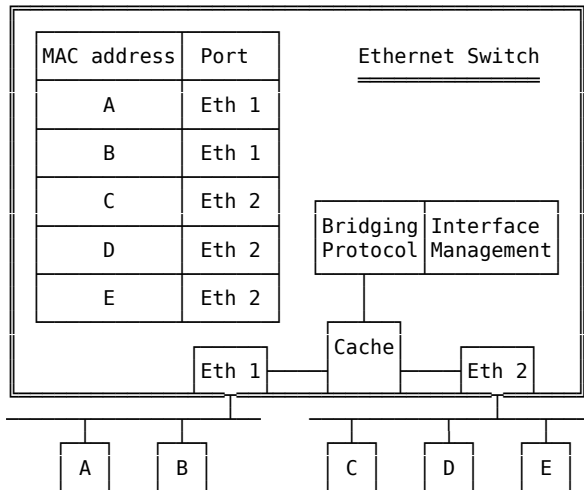 MAC address Port
A Eth 1
B Eth 1
C Eth 2
D Eth 2
E Eth 2
Ethernet Switch
Bridging Protocol
Interface Management
Cache
Eth 1
Eth 2
A B C D E